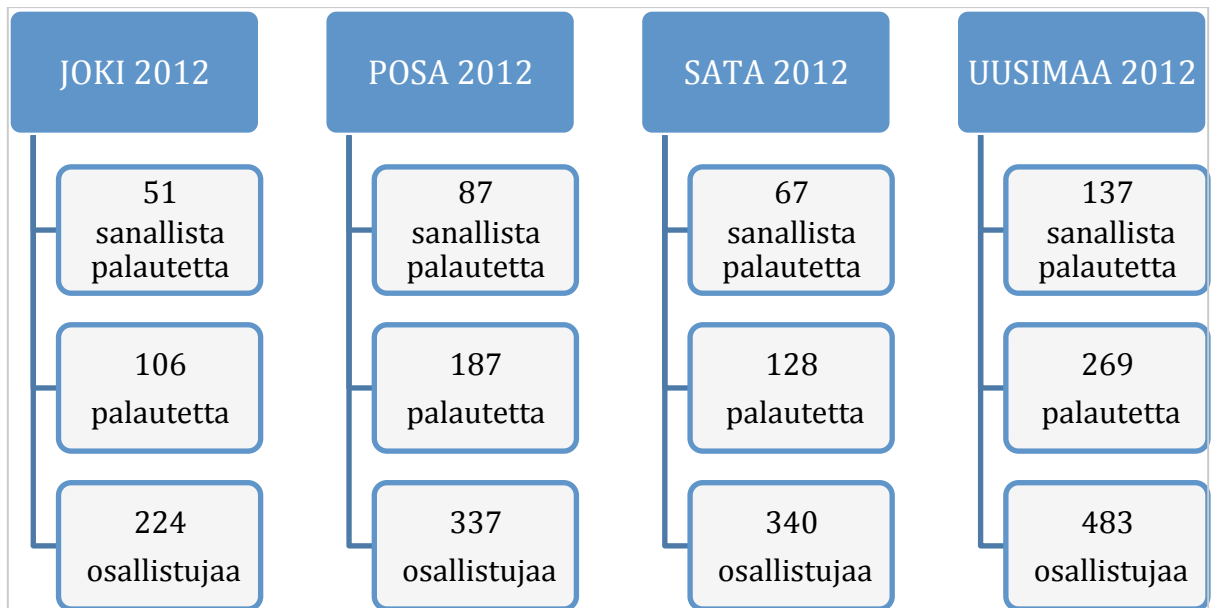 JOKI 2012
51
sanallista
palautetta
106
palautetta
224
osallistujaa
POSA 2012
87
sanallista
palautetta
187
palautetta
337
osallistujaa
SATA 2012
67
sanallista
palautetta
128
palautetta
340
osallistujaa
UUSIMAA 2012
137
sanallista
palautetta
269
palautetta
483
osallistujaa